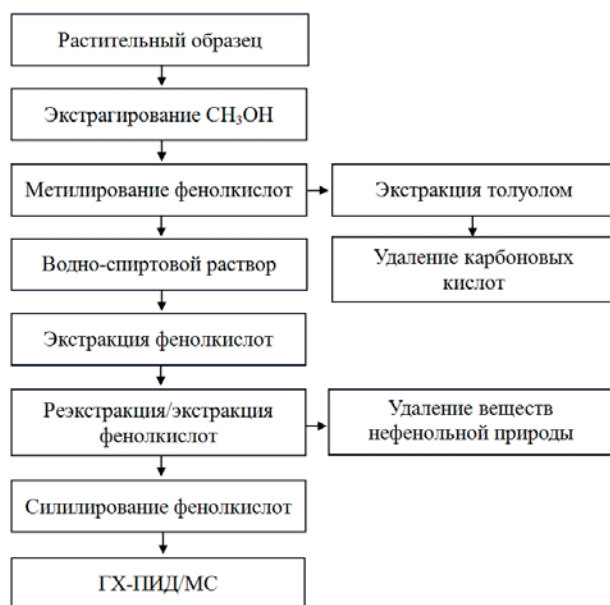 Растительный образец
Экстрагирование CH₃OH
Метилирование фенолкислот
Экстракция толуолом
Водно-спиртовой раствор
Удаление карбоновых
кислот
Экстракция фенолкислот
Реэкстракция/экстракция
фенолкислот
Удаление веществ
нефенольной природы
Силилирование фенолкислот
ГХ-ПИД/МС